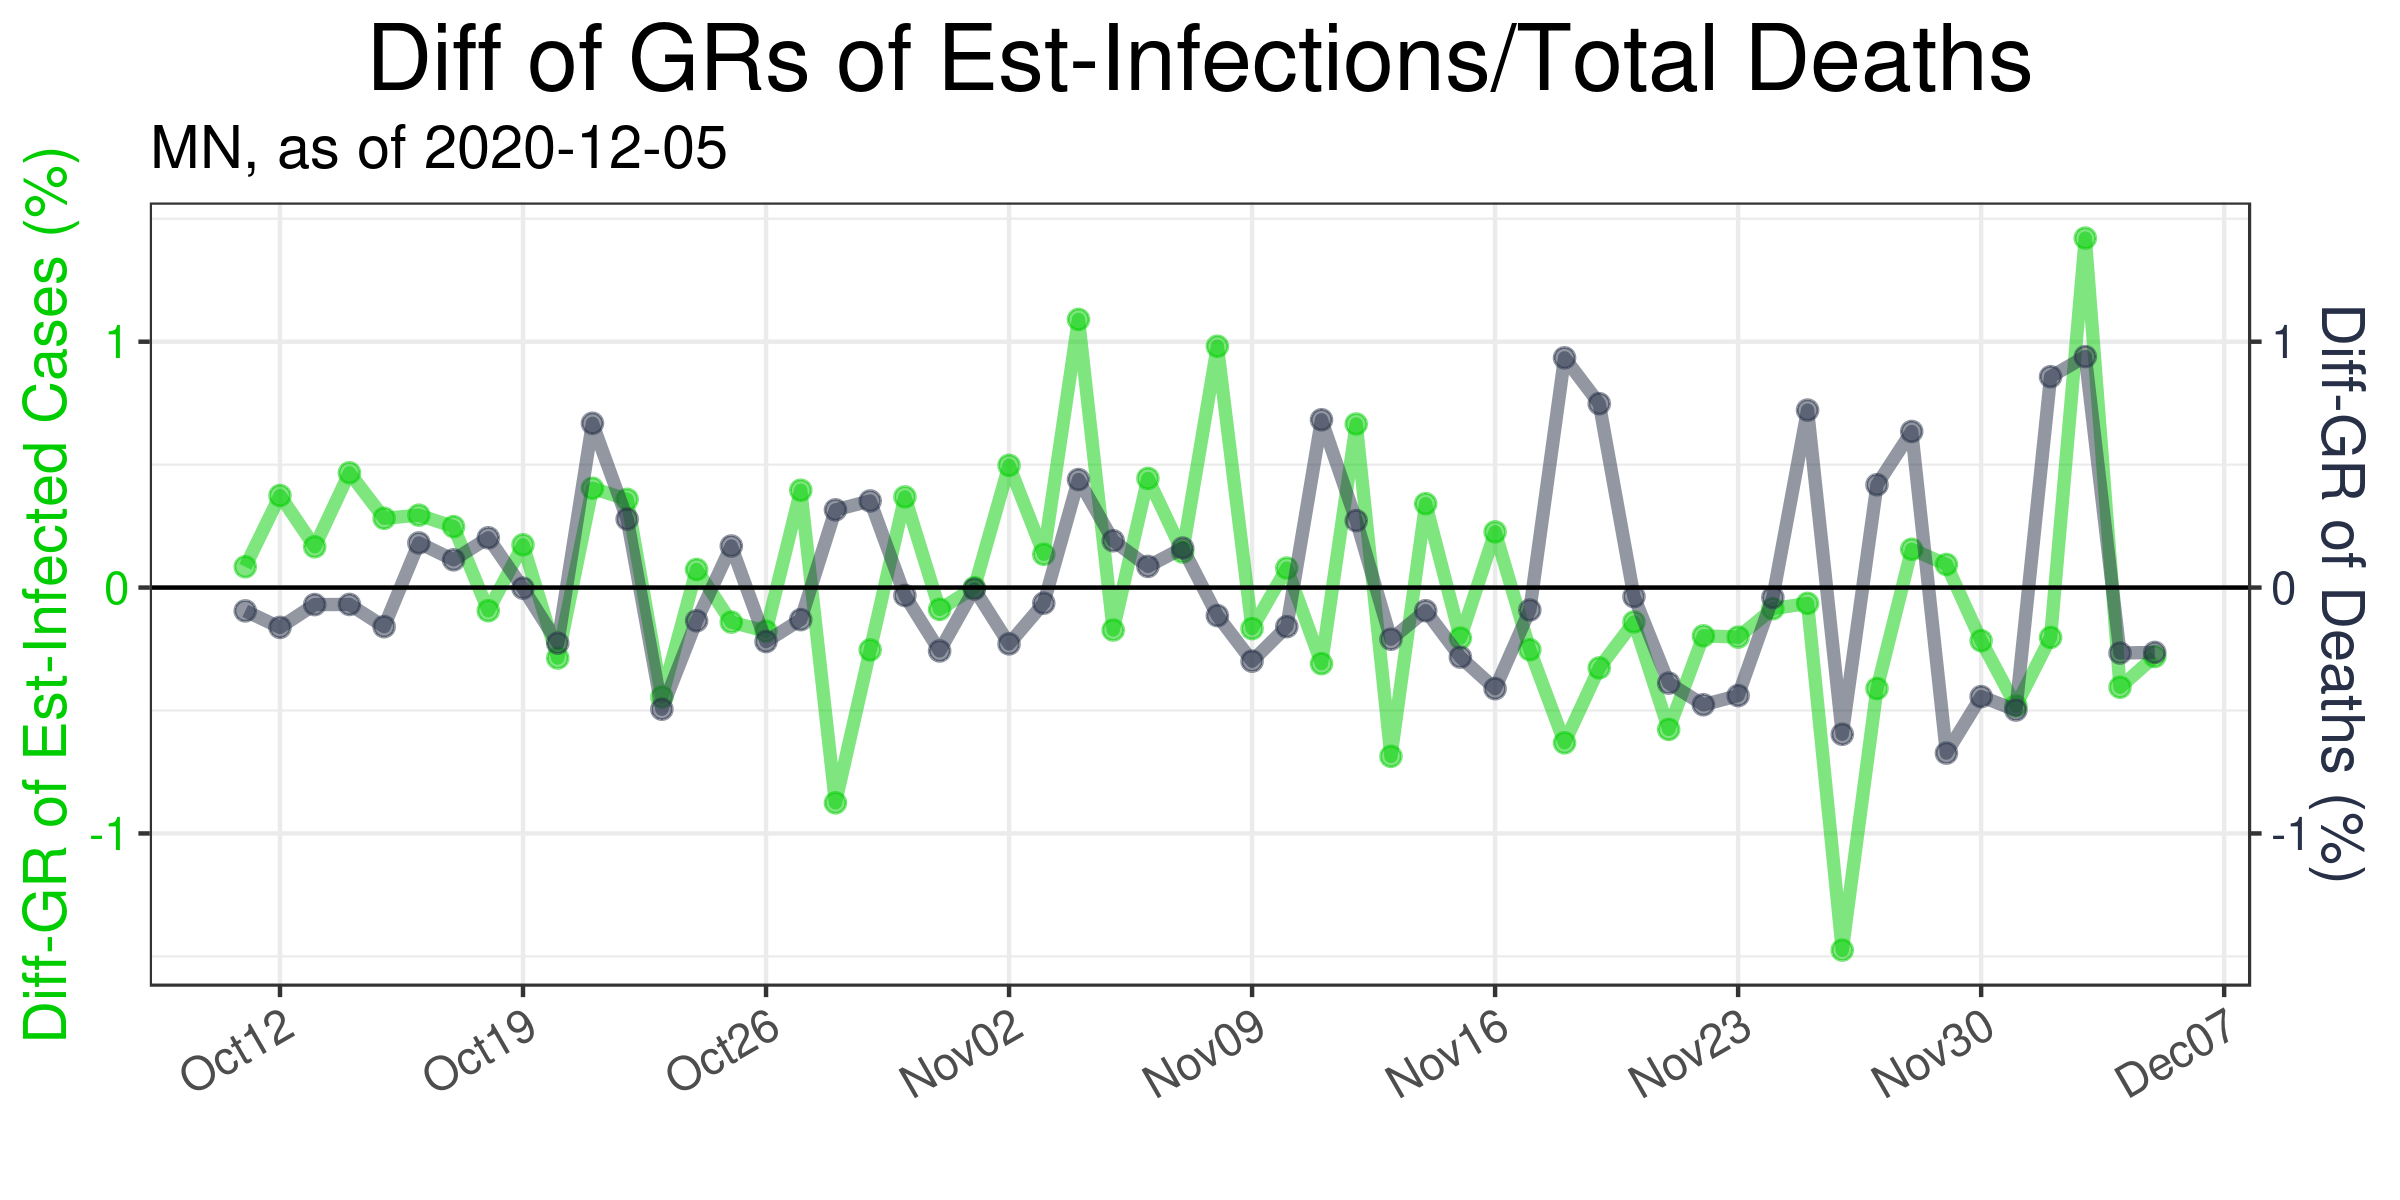 Diff of GRs of Est-Infections/Total Deaths
MN, as of 2020-12-05
Diff-GR of Est-Infected Cases (%)
1
0
-1
1
0
-1
Diff-GR of Deaths (%)
Oct12
Oct19
Oct26
Nov02
Nov09
Nov16
Nov23
Nov30
Dec07